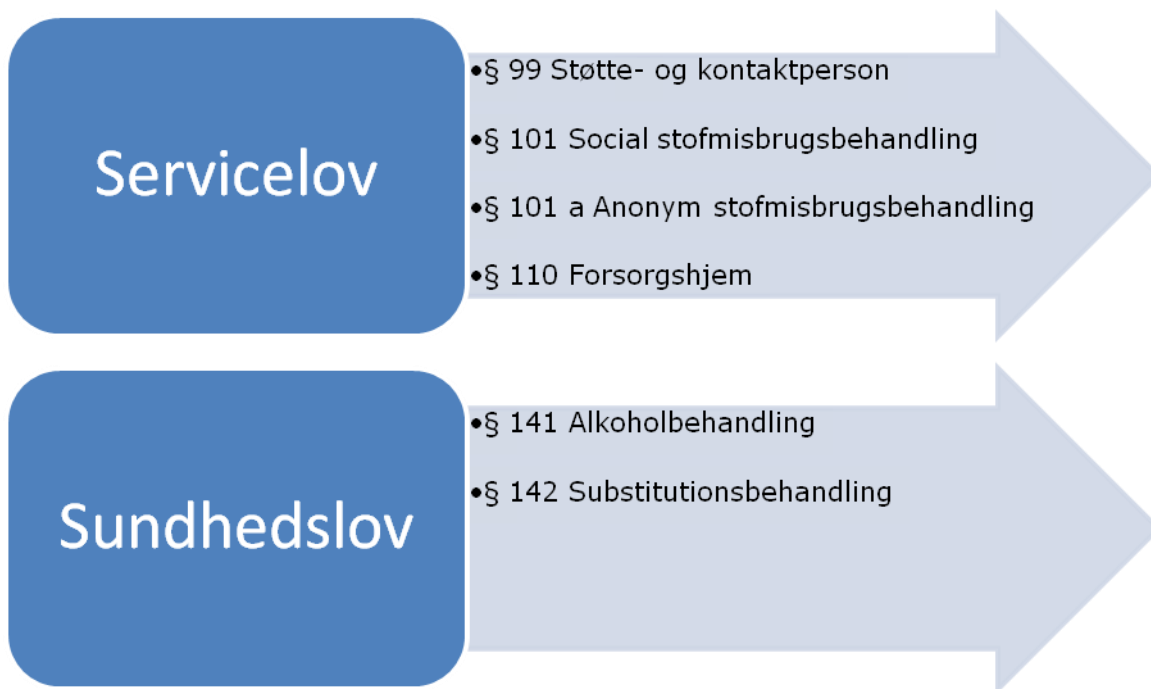 Servicelov
•§ 99 Støtte- og kontaktperson
•§ 101 Social stofmisbrugsbehandling
•§ 101 a Anonym stofmisbrugsbehandling
•§ 110 Forsorgshjem
Sundhedslov
•§ 141 Alkoholbehandling
•§ 142 Substitutionsbehandling